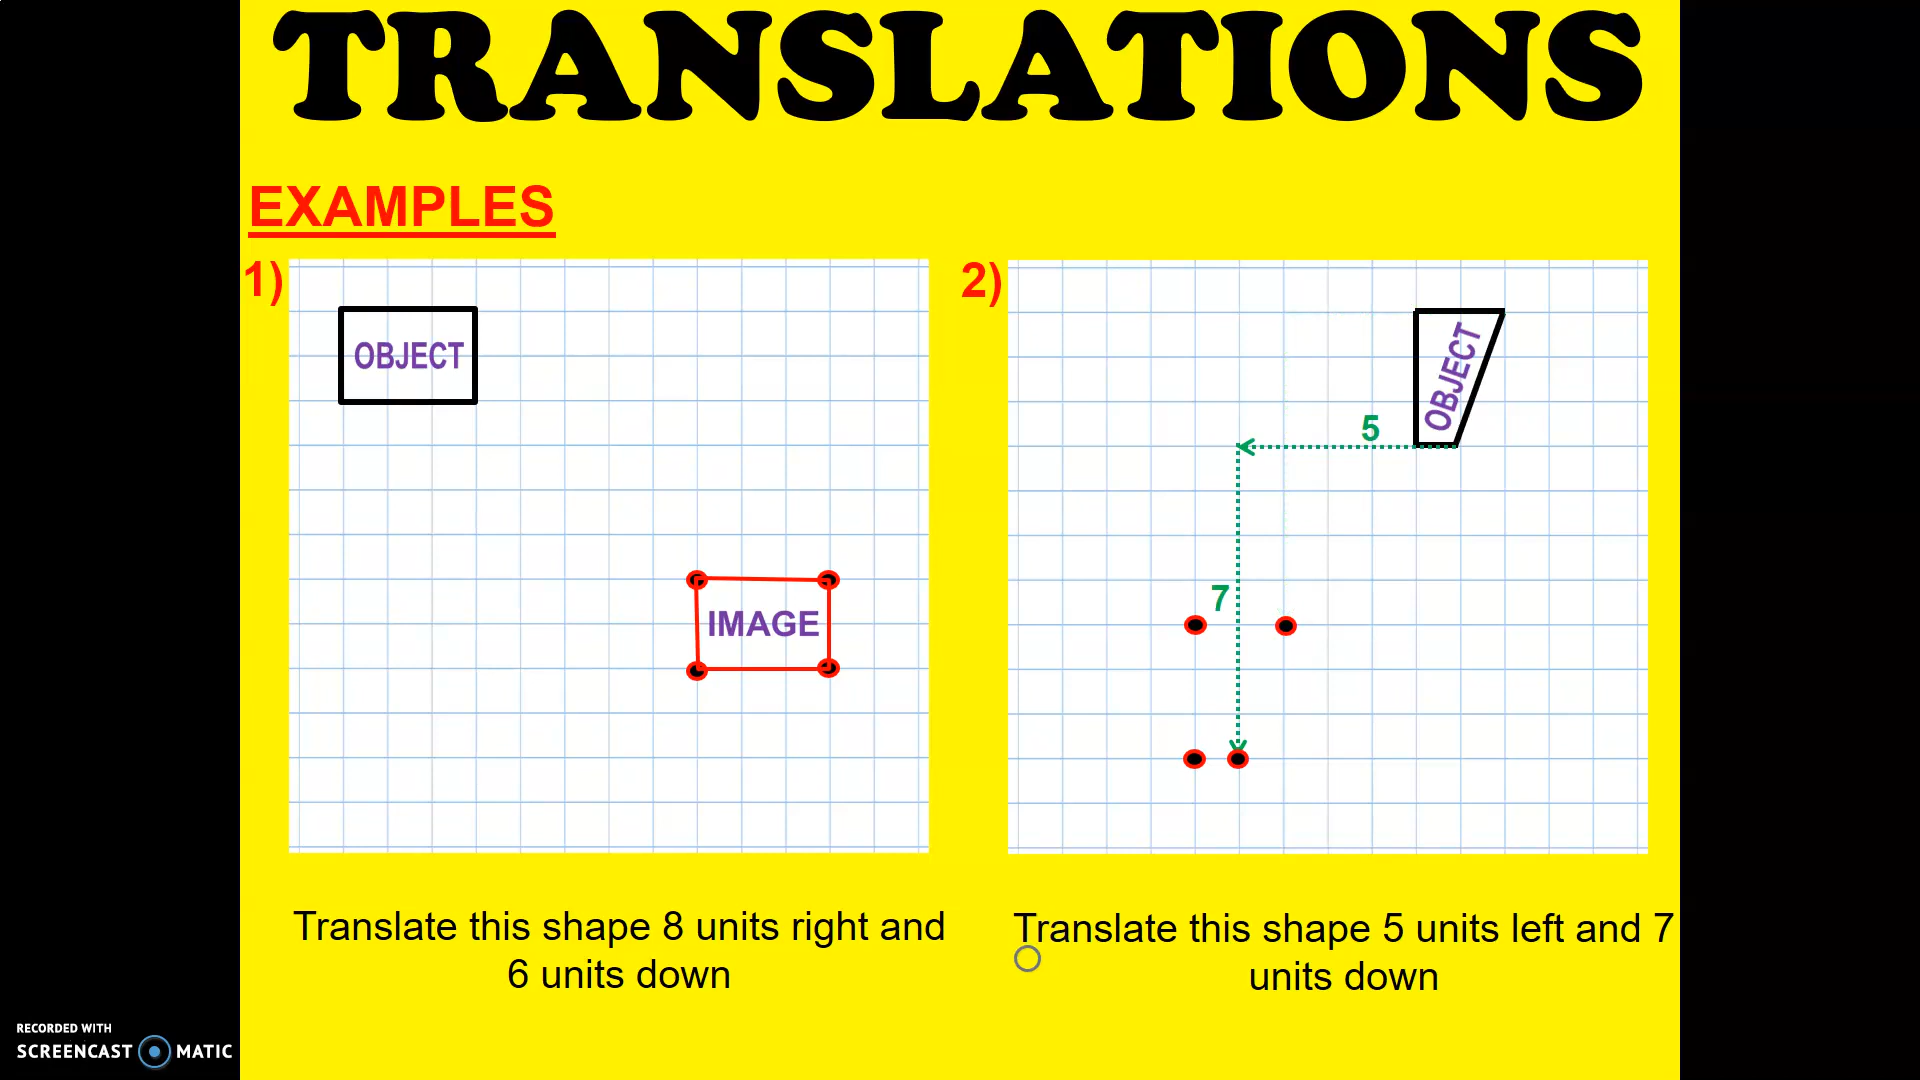 TRANSLATIONS
EXAMPLES
1)
OBJECT
IMAGE
Translate this shape 8 units right and
6 units down
2)
OBJECT
5
7
Translate this shape 5 units left and 7
units down
RECORDED WITH
SCREENCAST MATIC